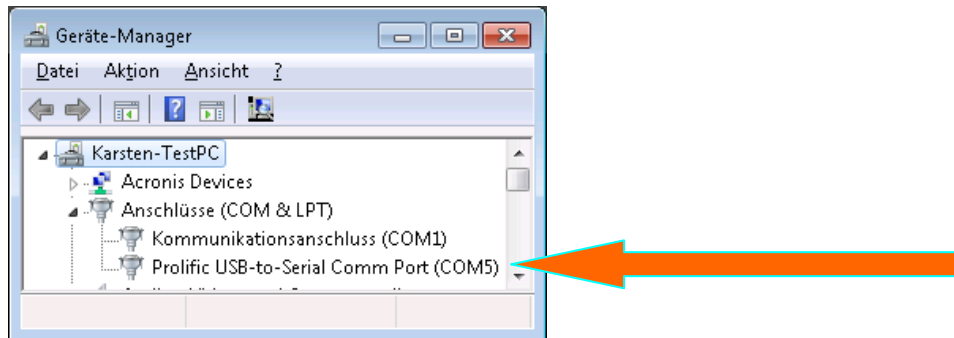 Geräte-Manager
Datei Aktion Ansicht ?
Karsten-TestPC
Acronis Devices
Anschlüsse (COM & LPT)
Kommunikationsanschluss (COM1)
Prolific USB-to-Serial Comm Port (COM5)